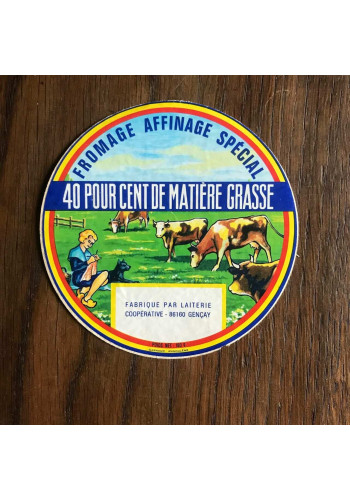 FROMAGE AFFINAGE SPÉCIAL
40 POUR CENT DE MATIÈRE GRASSE
FABRIQUÉ PAR LAITERIE
COOPÉRATIVE - 86160 GENÇAY